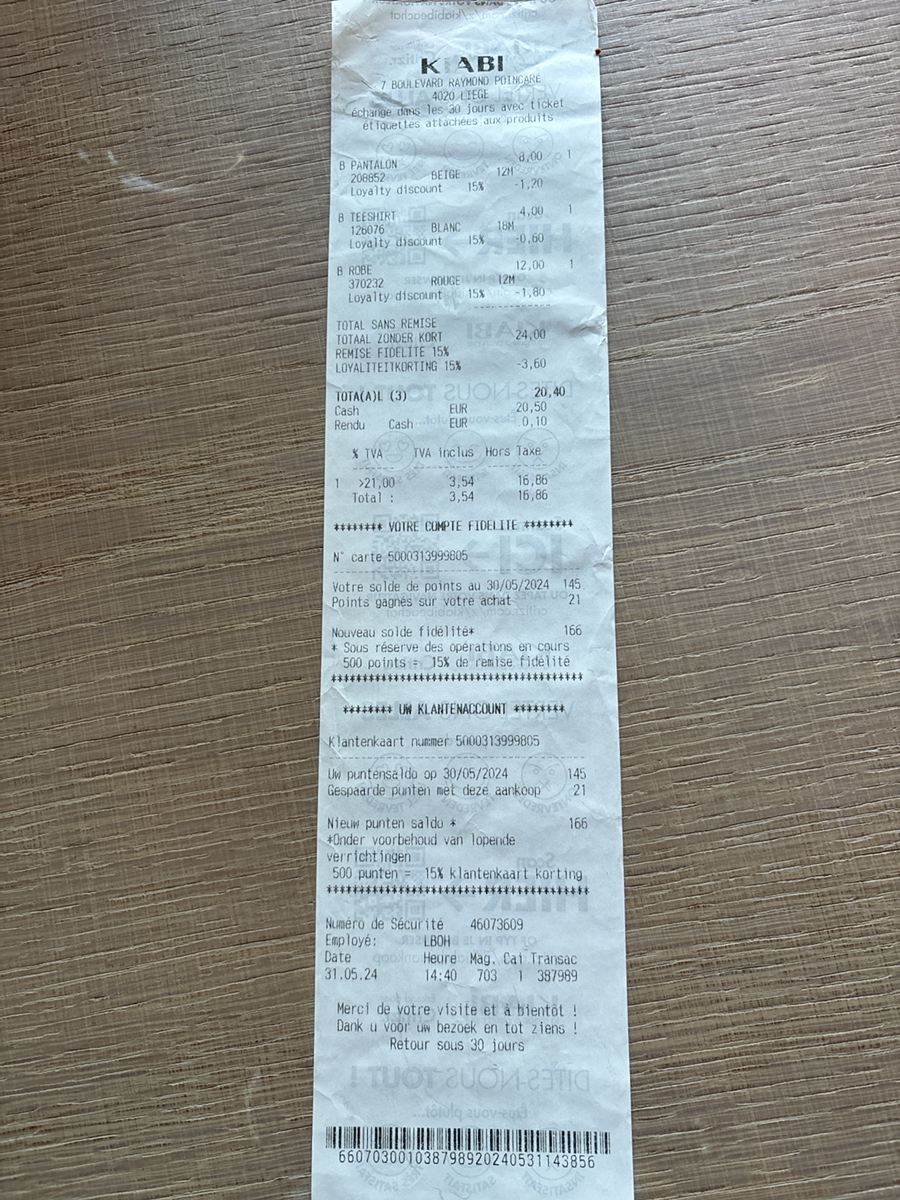 KIABI
7 BOULEVARD RAYMOND POINCARE
4020 LIEGE
échange dans les 30 jours avec ticket
étiquettes attachées aux produits
B PANTALON 8,00 1
208852 BEIGE 12M
Loyalty discount 15% -1,20
B TEESHIRT 4,00 1
126076 BLANC 18M
Loyalty discount 15% -0,60
B ROBE 12,00 1
370232 ROUGE 12M
Loyalty discount 15% -1,80
TOTAL SANS REMISE
TOTAAL ZONDER KORT 24,00
REMISE FIDELITE 15%
LOYALITEITKORTING 15% -3,60
TOTA(A)L (3) 20,40
Cash EUR 20,50
Rendu Cash EUR 0,10
% TVA TVA inclus Hors Taxe
1 >21,00 3,54 16,86
Total : 3,54 16,86
******** VOTRE COMPTE FIDELITE ********
N° carte 5000313999805
Votre solde de points au 30/05/2024 145
Points gagnés sur votre achat 21
Nouveau solde fidélité* 166
* Sous réserve des opérations en cours
500 points = 15% de remise fidélité
***************************************
******** UW KLANTENACCOUNT ********
Klantenkaart nummer 5000313999805
Uw puntensaldo op 30/05/2024 145
Gespaarde punten met deze aankoop 21
Nieuw punten saldo * 166
*Onder voorbehoud van lopende
verrichtingen
500 punten = 15% klantenkaart korting
***************************************
Numéro de Sécurité 46073609
Employé: LBOH
Date Heure Mag. Cai Transac
31.05.24 14:40 703 1 387989
Merci de votre visite et à bientôt !
Dank u voor uw bezoek en tot ziens !
Retour sous 30 jours
660703001038798920240531143856